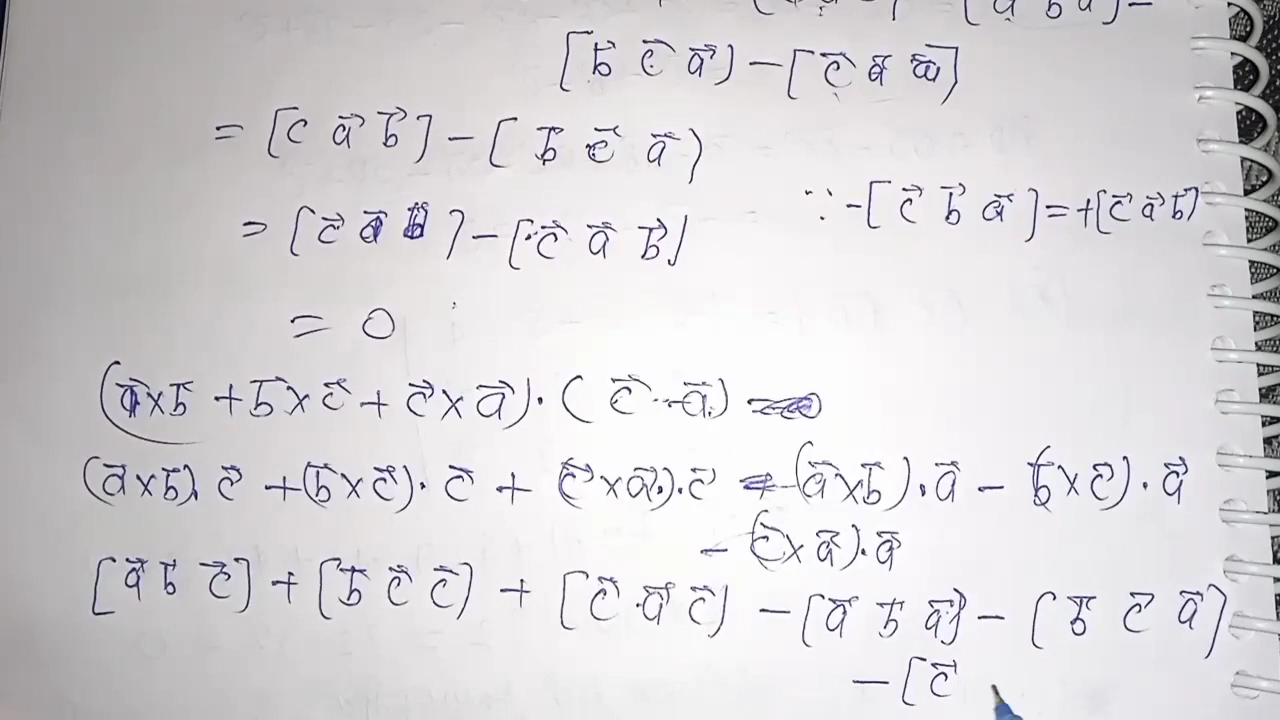 [b⃗ c⃗ a⃗) − [c⃗ a⃗ a⃗]
= [c a⃗ b⃗] − [b⃗ c⃗ a⃗)
∵ −[c⃗ b⃗ a⃗] = +[c⃗ a⃗ b⃗]
= [c⃗ a⃗ b⃗] − [c⃗ a⃗ b⃗]
= 0
(a⃗×b⃗ + b⃗×c⃗ + c⃗×a⃗)·(c⃗ − a⃗)
(a⃗×b⃗)·c⃗ + (b⃗×c⃗)·c⃗ + (c⃗×a⃗)·c⃗ − (a⃗×b⃗)·a⃗ − b⃗×c⃗)·a⃗
− (c⃗×a⃗)·a⃗
[a⃗ b⃗ c⃗] + [b⃗ c⃗ c⃗] + [c⃗ a⃗ c⃗] − [a⃗ b⃗ a⃗] − [b⃗ c⃗ a⃗]
− [c⃗